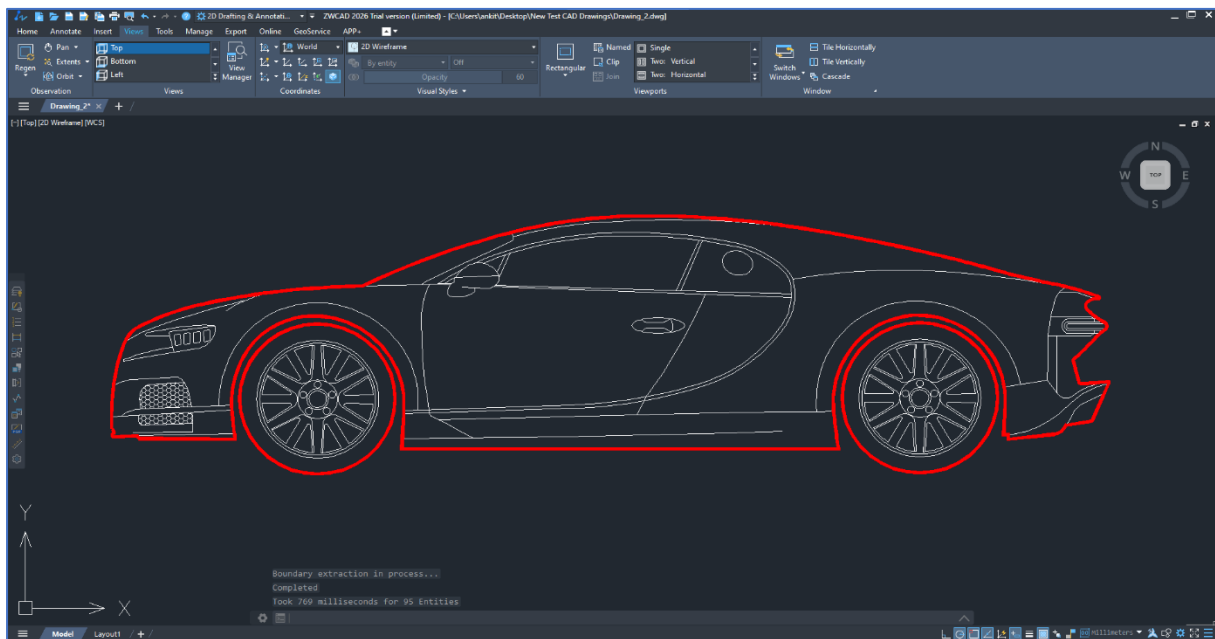 2D Drafting & Annotati... ZWCAD 2026 Trial version (Limited) - [C:\Users\ankit\Desktop\New Test CAD Drawings\Drawing_2.dwg]
Home Annotate Insert Views Tools Manage Export Online GeoService APP+
Pan Top World 2D Wireframe Named Single Tile Horizontally
Extents Bottom By entity Off Clip Two: Vertical Tile Vertically
Regen Orbit Left View Manager Opacity 60 Rectangular Join Two: Horizontal Switch Windows Cascade
Observation Views Coordinates Visual Styles Viewports Window
Drawing_2* × +
[-] [Top] [2D Wireframe] [WCS]
N
W TOP E
S
Y
X
Boundary extraction in process...
Completed
Took 769 milliseconds for 95 Entities
Model Layout1 + Millimeters